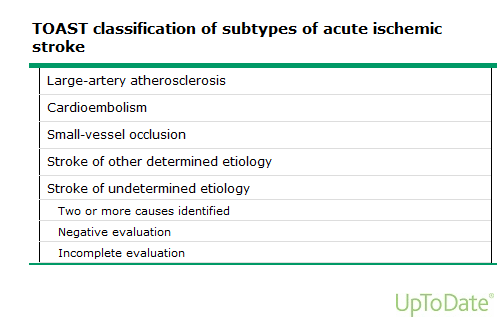 TOAST classification of subtypes of acute ischemic
stroke
Large-artery atherosclerosis
Cardioembolism
Small-vessel occlusion
Stroke of other determined etiology
Stroke of undetermined etiology
Two or more causes identified
Negative evaluation
Incomplete evaluation
UpToDate®